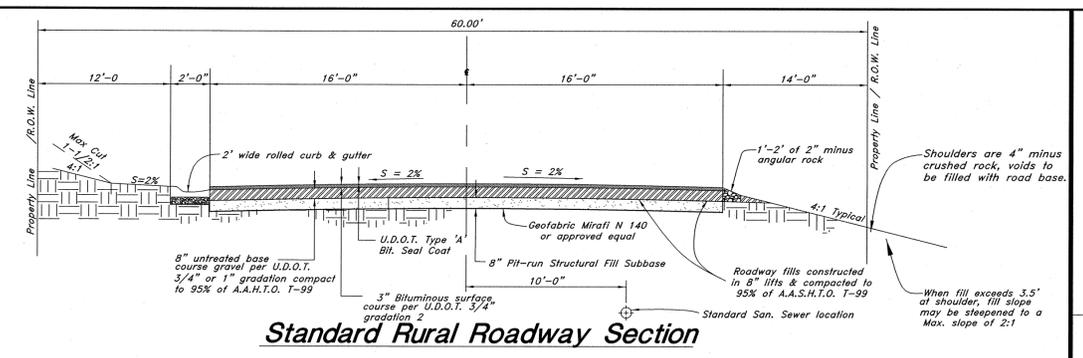 60.00'
12'-0
2'-0"
16'-0"
16'-0"
14'-0"
Property Line
/R.O.W. Line
Property Line / R.O.W. Line
Max Cut
1-1/2:1
4:1
S=2%
2' wide rolled curb & gutter
S = 2%
S = 2%
1'-2' of 2" minus
angular rock
Shoulders are 4" minus
crushed rock, voids to
be filled with road base.
4:1 Typical
Geofabric Mirafi N 140
or approved equal
U.D.O.T. Type 'A'
Bit. Seal Coat
8" untreated base
course gravel per U.D.O.T.
3/4" or 1" gradation compact
to 95% of A.A.H.T.O. T-99
8" Pit-run Structural Fill Subbase
10'-0"
Roadway fills constructed
in 8" lifts & compacted to
95% of A.A.S.H.T.O. T-99
When fill exceeds 3.5'
at shoulder, fill slope
may be steepened to a
Max. slope of 2:1
3" Bituminous surface
course per U.D.O.T. 3/4"
gradation 2
Standard San. Sewer location
Standard Rural Roadway Section